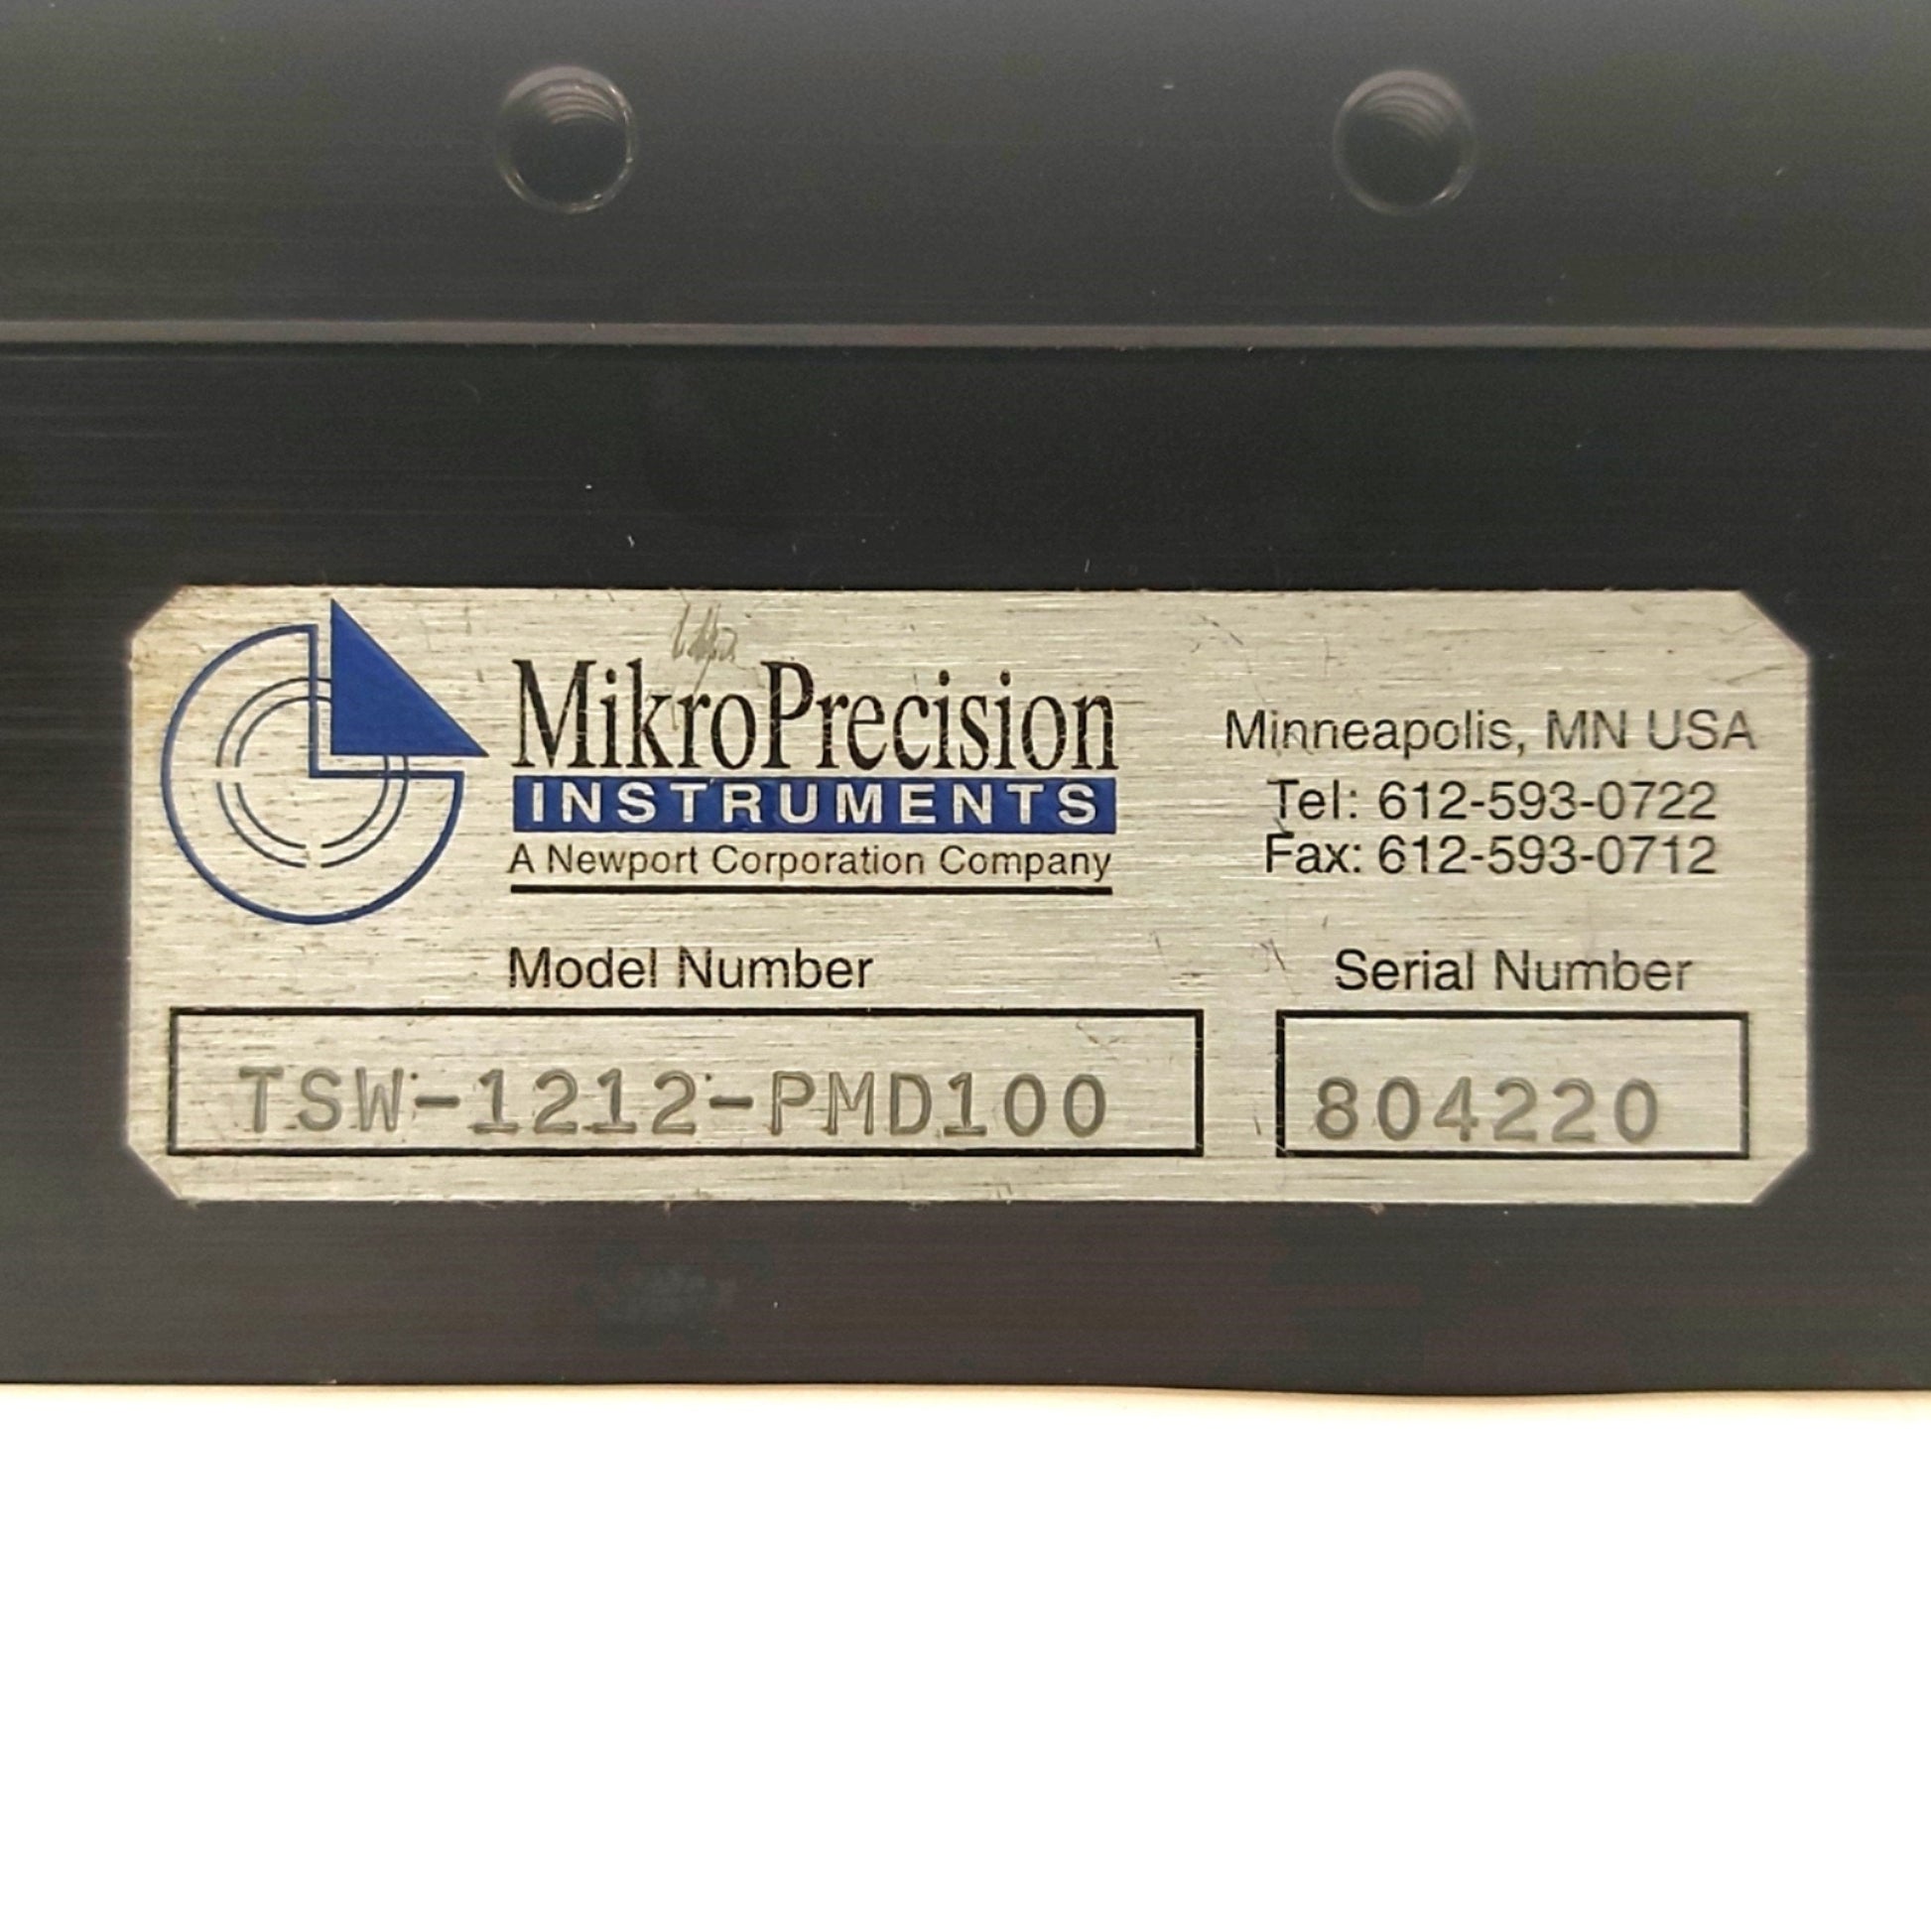 MikroPrecision
INSTRUMENTS
A Newport Corporation Company
Minneapolis, MN USA
Tel: 612-593-0722
Fax: 612-593-0712
Model Number
TSW-1212-PMD100
Serial Number
804220